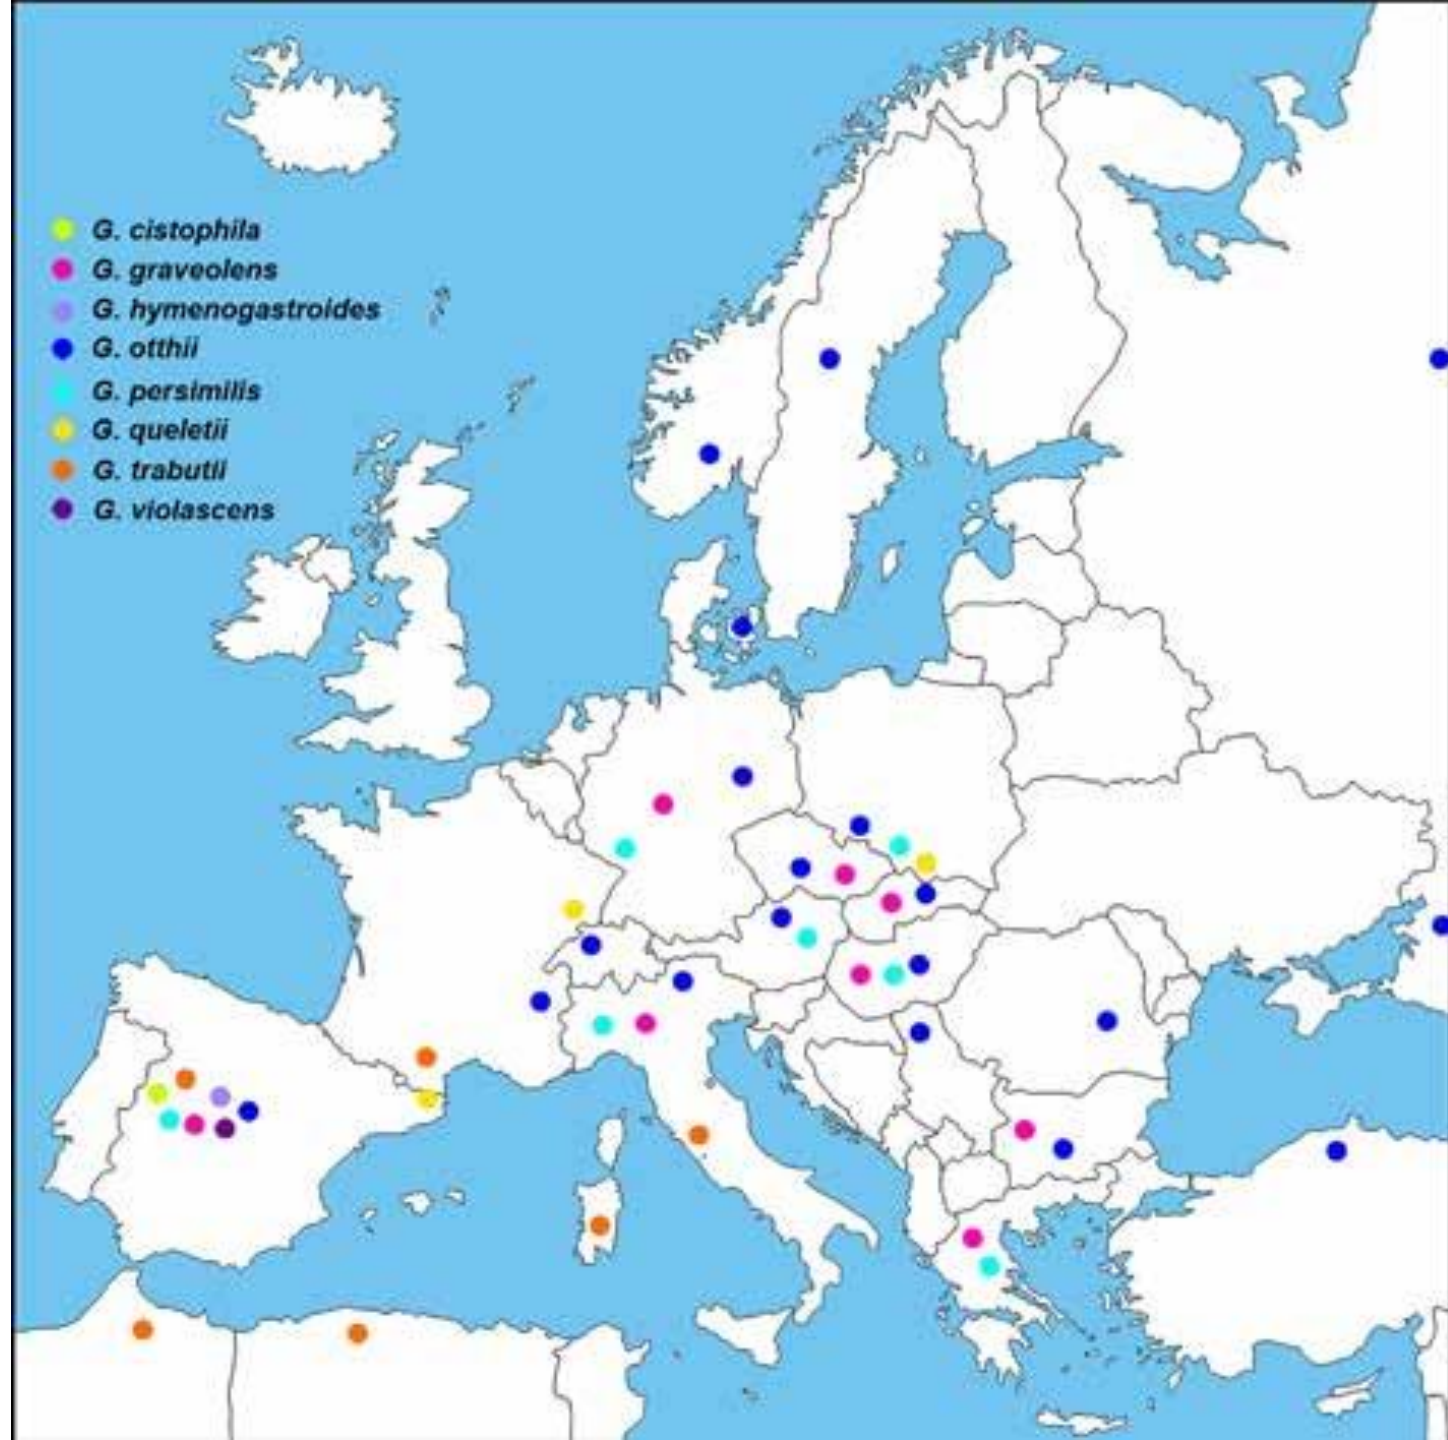 G. cistophila
G. graveolens
G. hymenogastroides
G. otthii
G. persimilis
G. queletii
G. trabutii
G. violascens